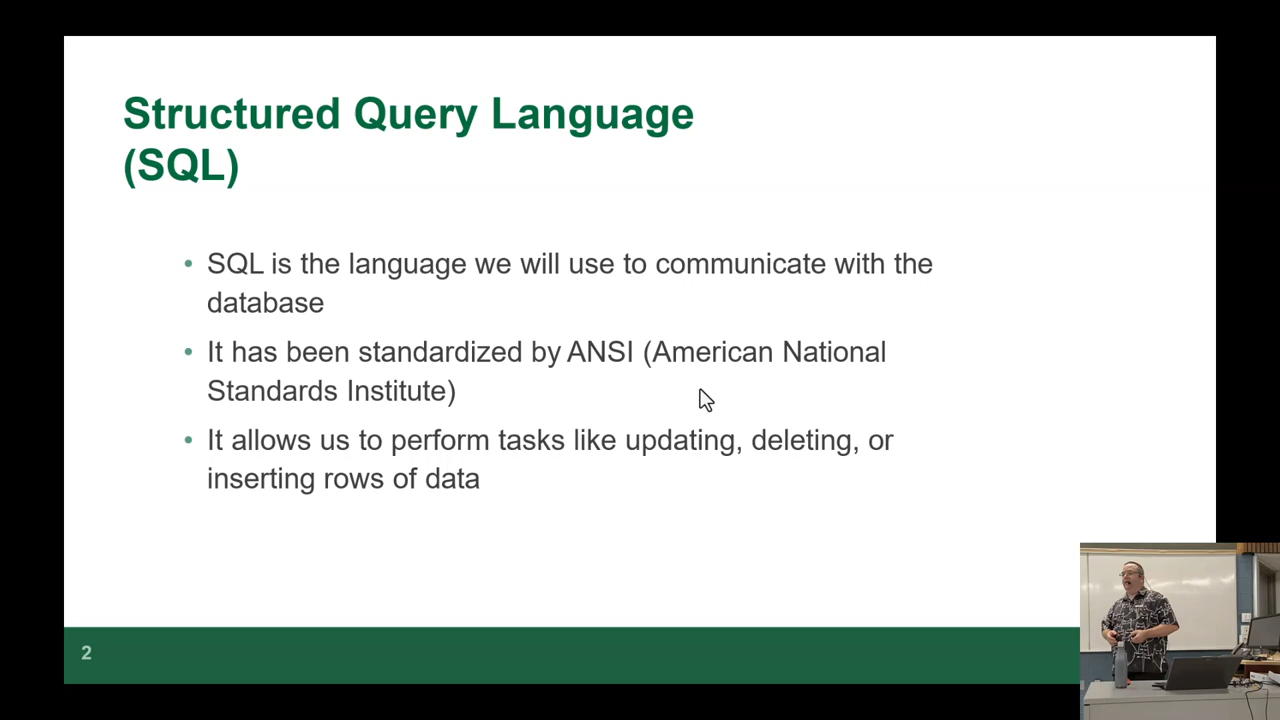 Structured Query Language
(SQL)
• SQL is the language we will use to communicate with the
database
• It has been standardized by ANSI (American National
Standards Institute)
• It allows us to perform tasks like updating, deleting, or
inserting rows of data
2